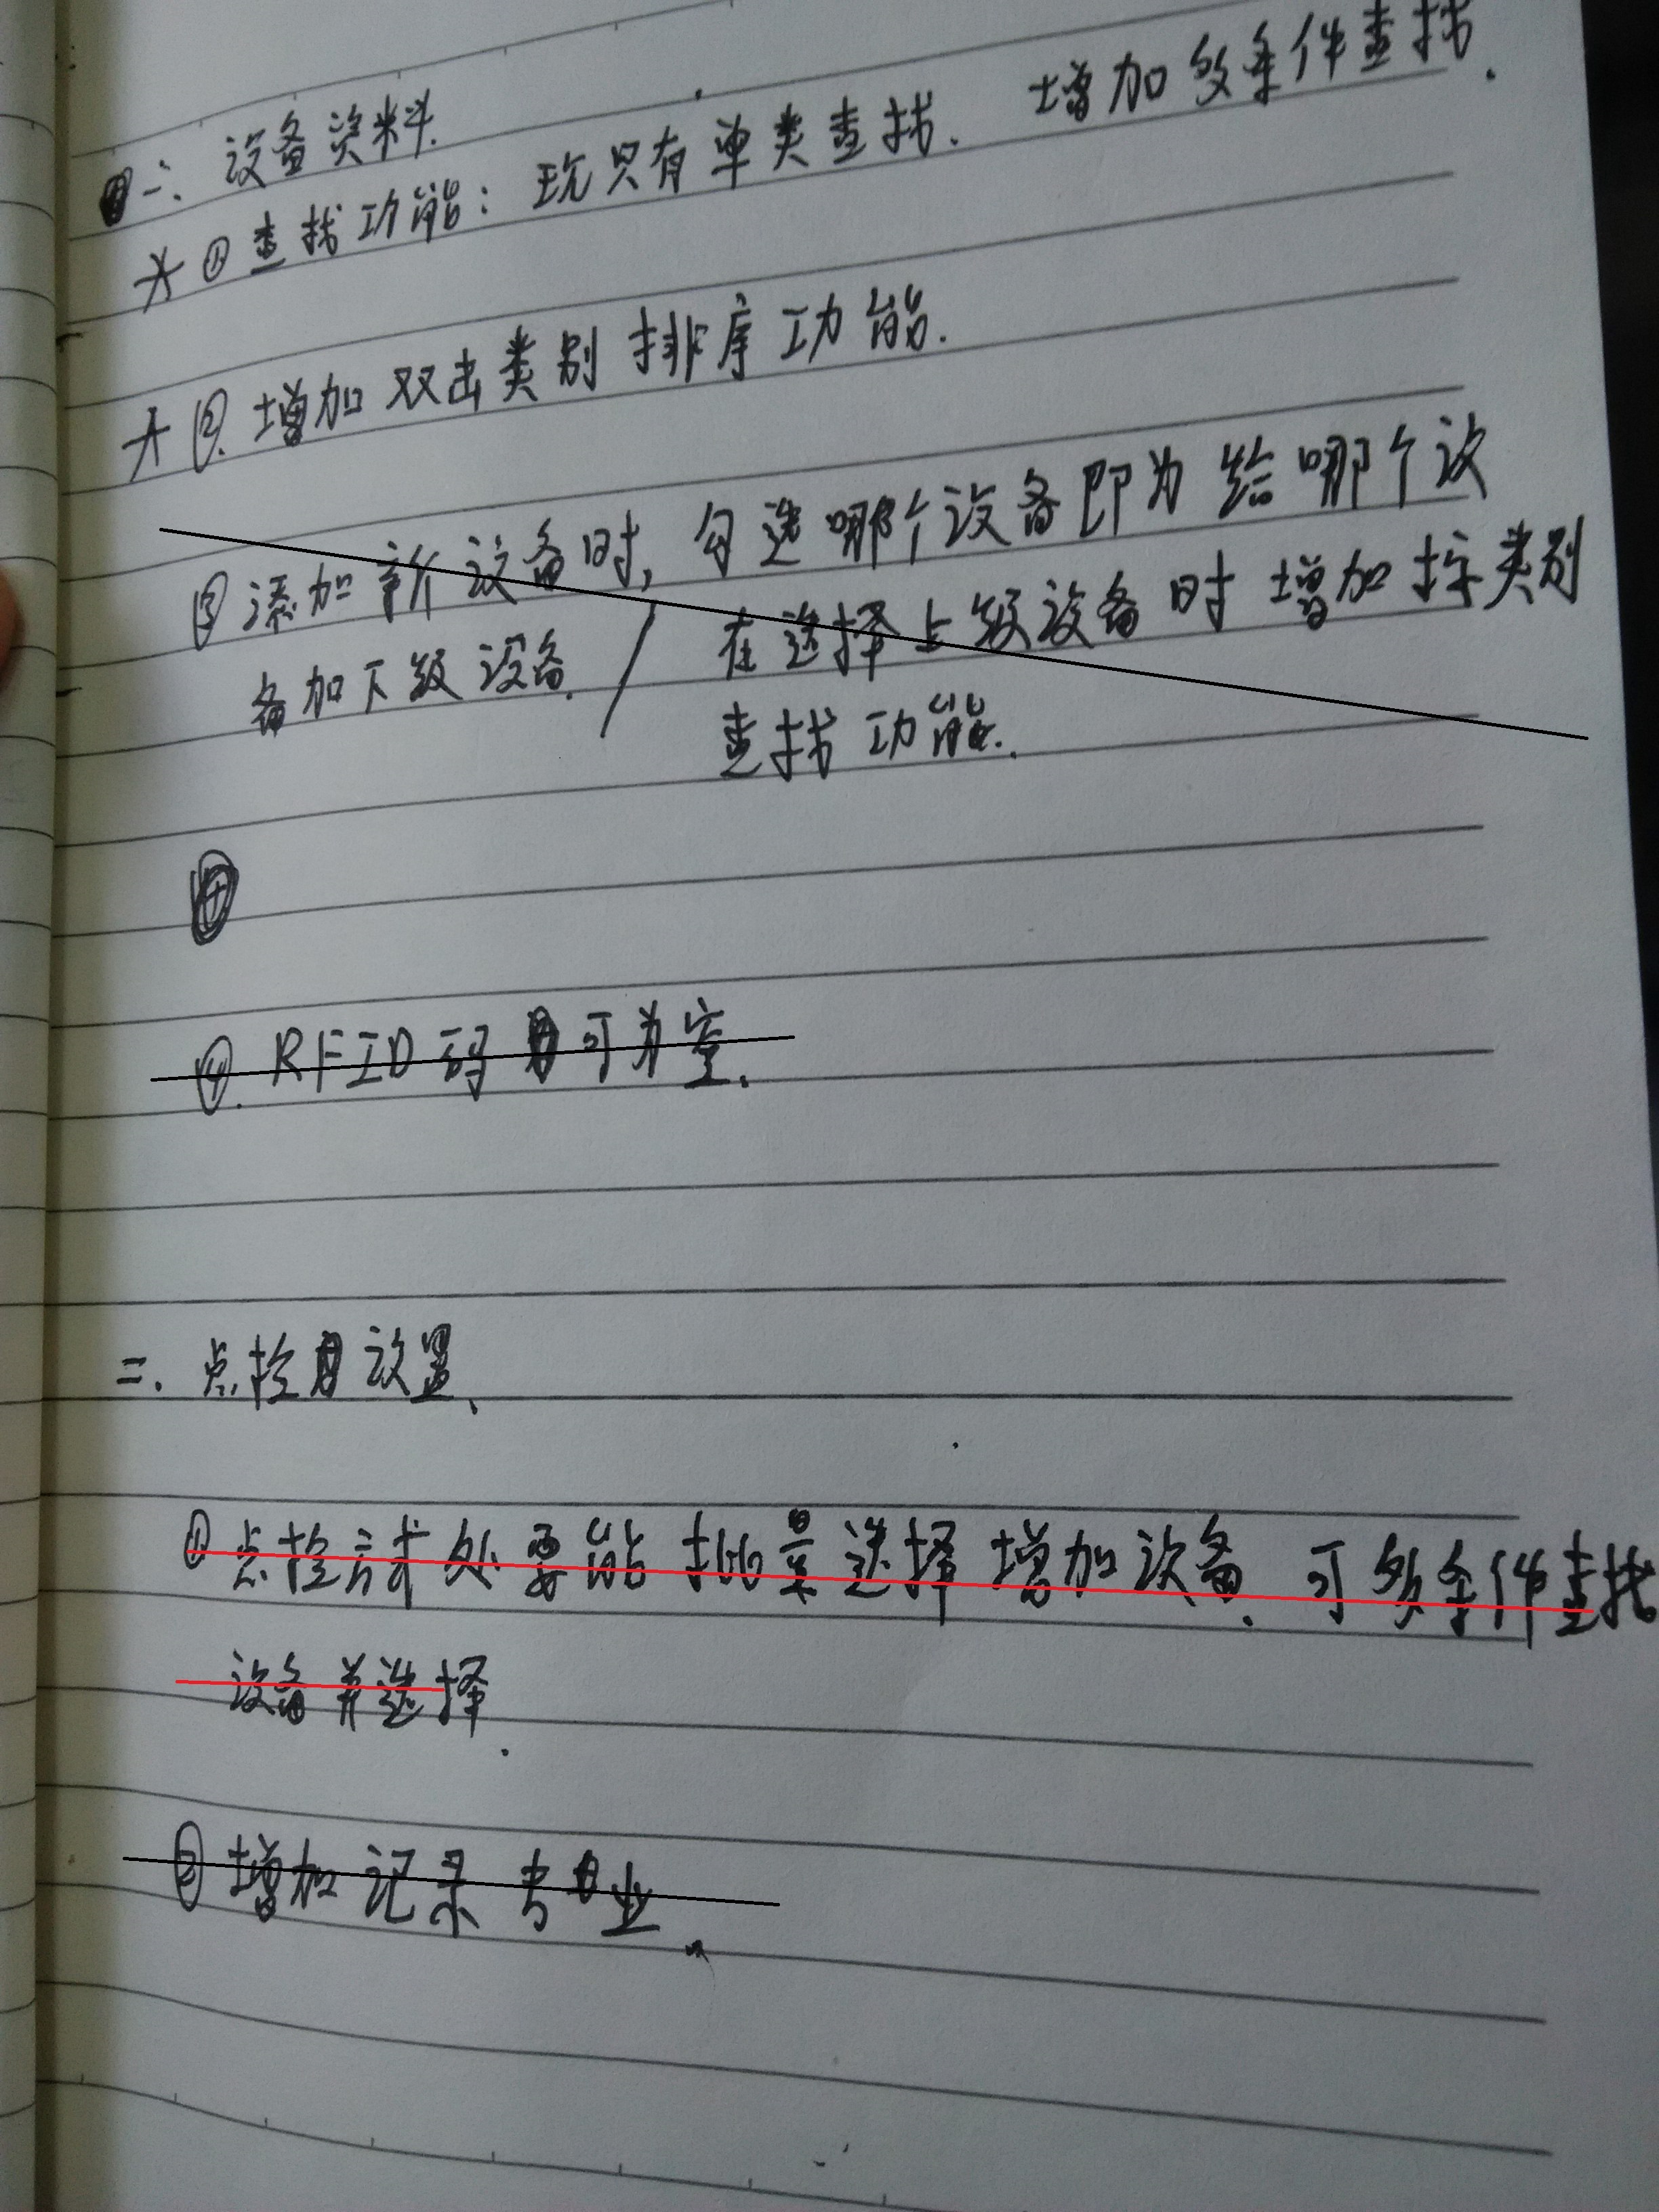 一、设备资料.
① 查找功能：现只有单类查找.增加多条件查找.
②.增加双击类别排序功能.
③添加新设备时,勾选哪个设备即为给哪个设
备加下级设备. / 在选择上级设备时增加按类别
查找功能.
④.RFID码可为空.
二.点检设置、
①点检方式处要能批量选择增加设备.可多条件查找
设备并选择.
②增加记录专业.